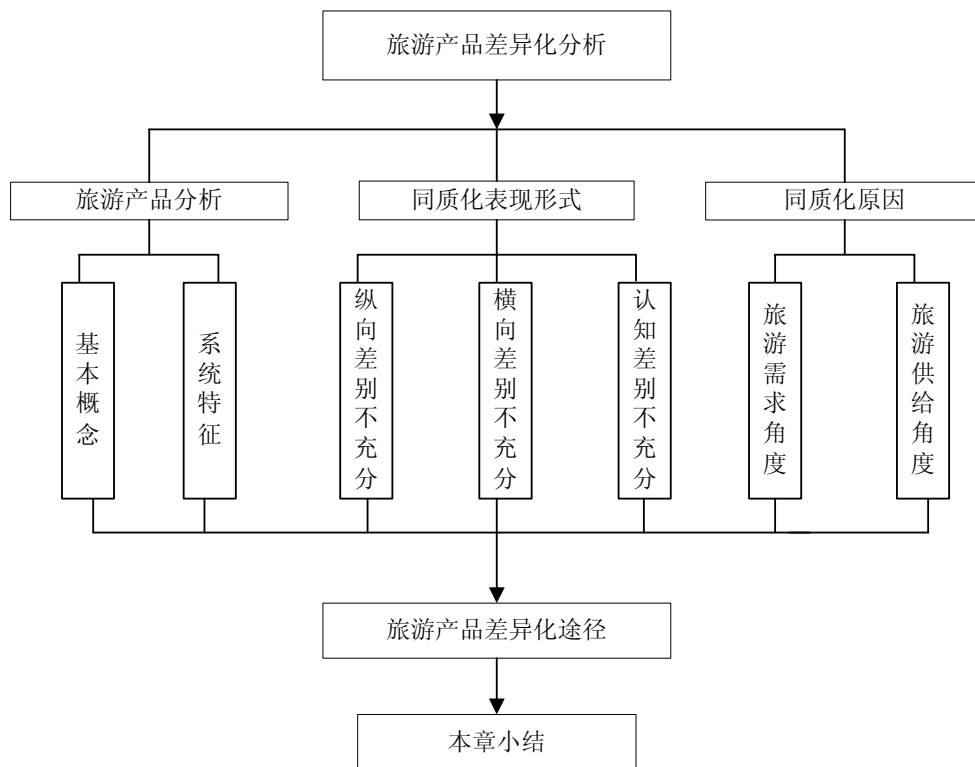 旅游产品差异化分析
旅游产品分析
同质化表现形式
同质化原因
基本概念
系统特征
纵向差别不充分
横向差别不充分
认知差别不充分
旅游需求角度
旅游供给角度
旅游产品差异化途径
本章小结